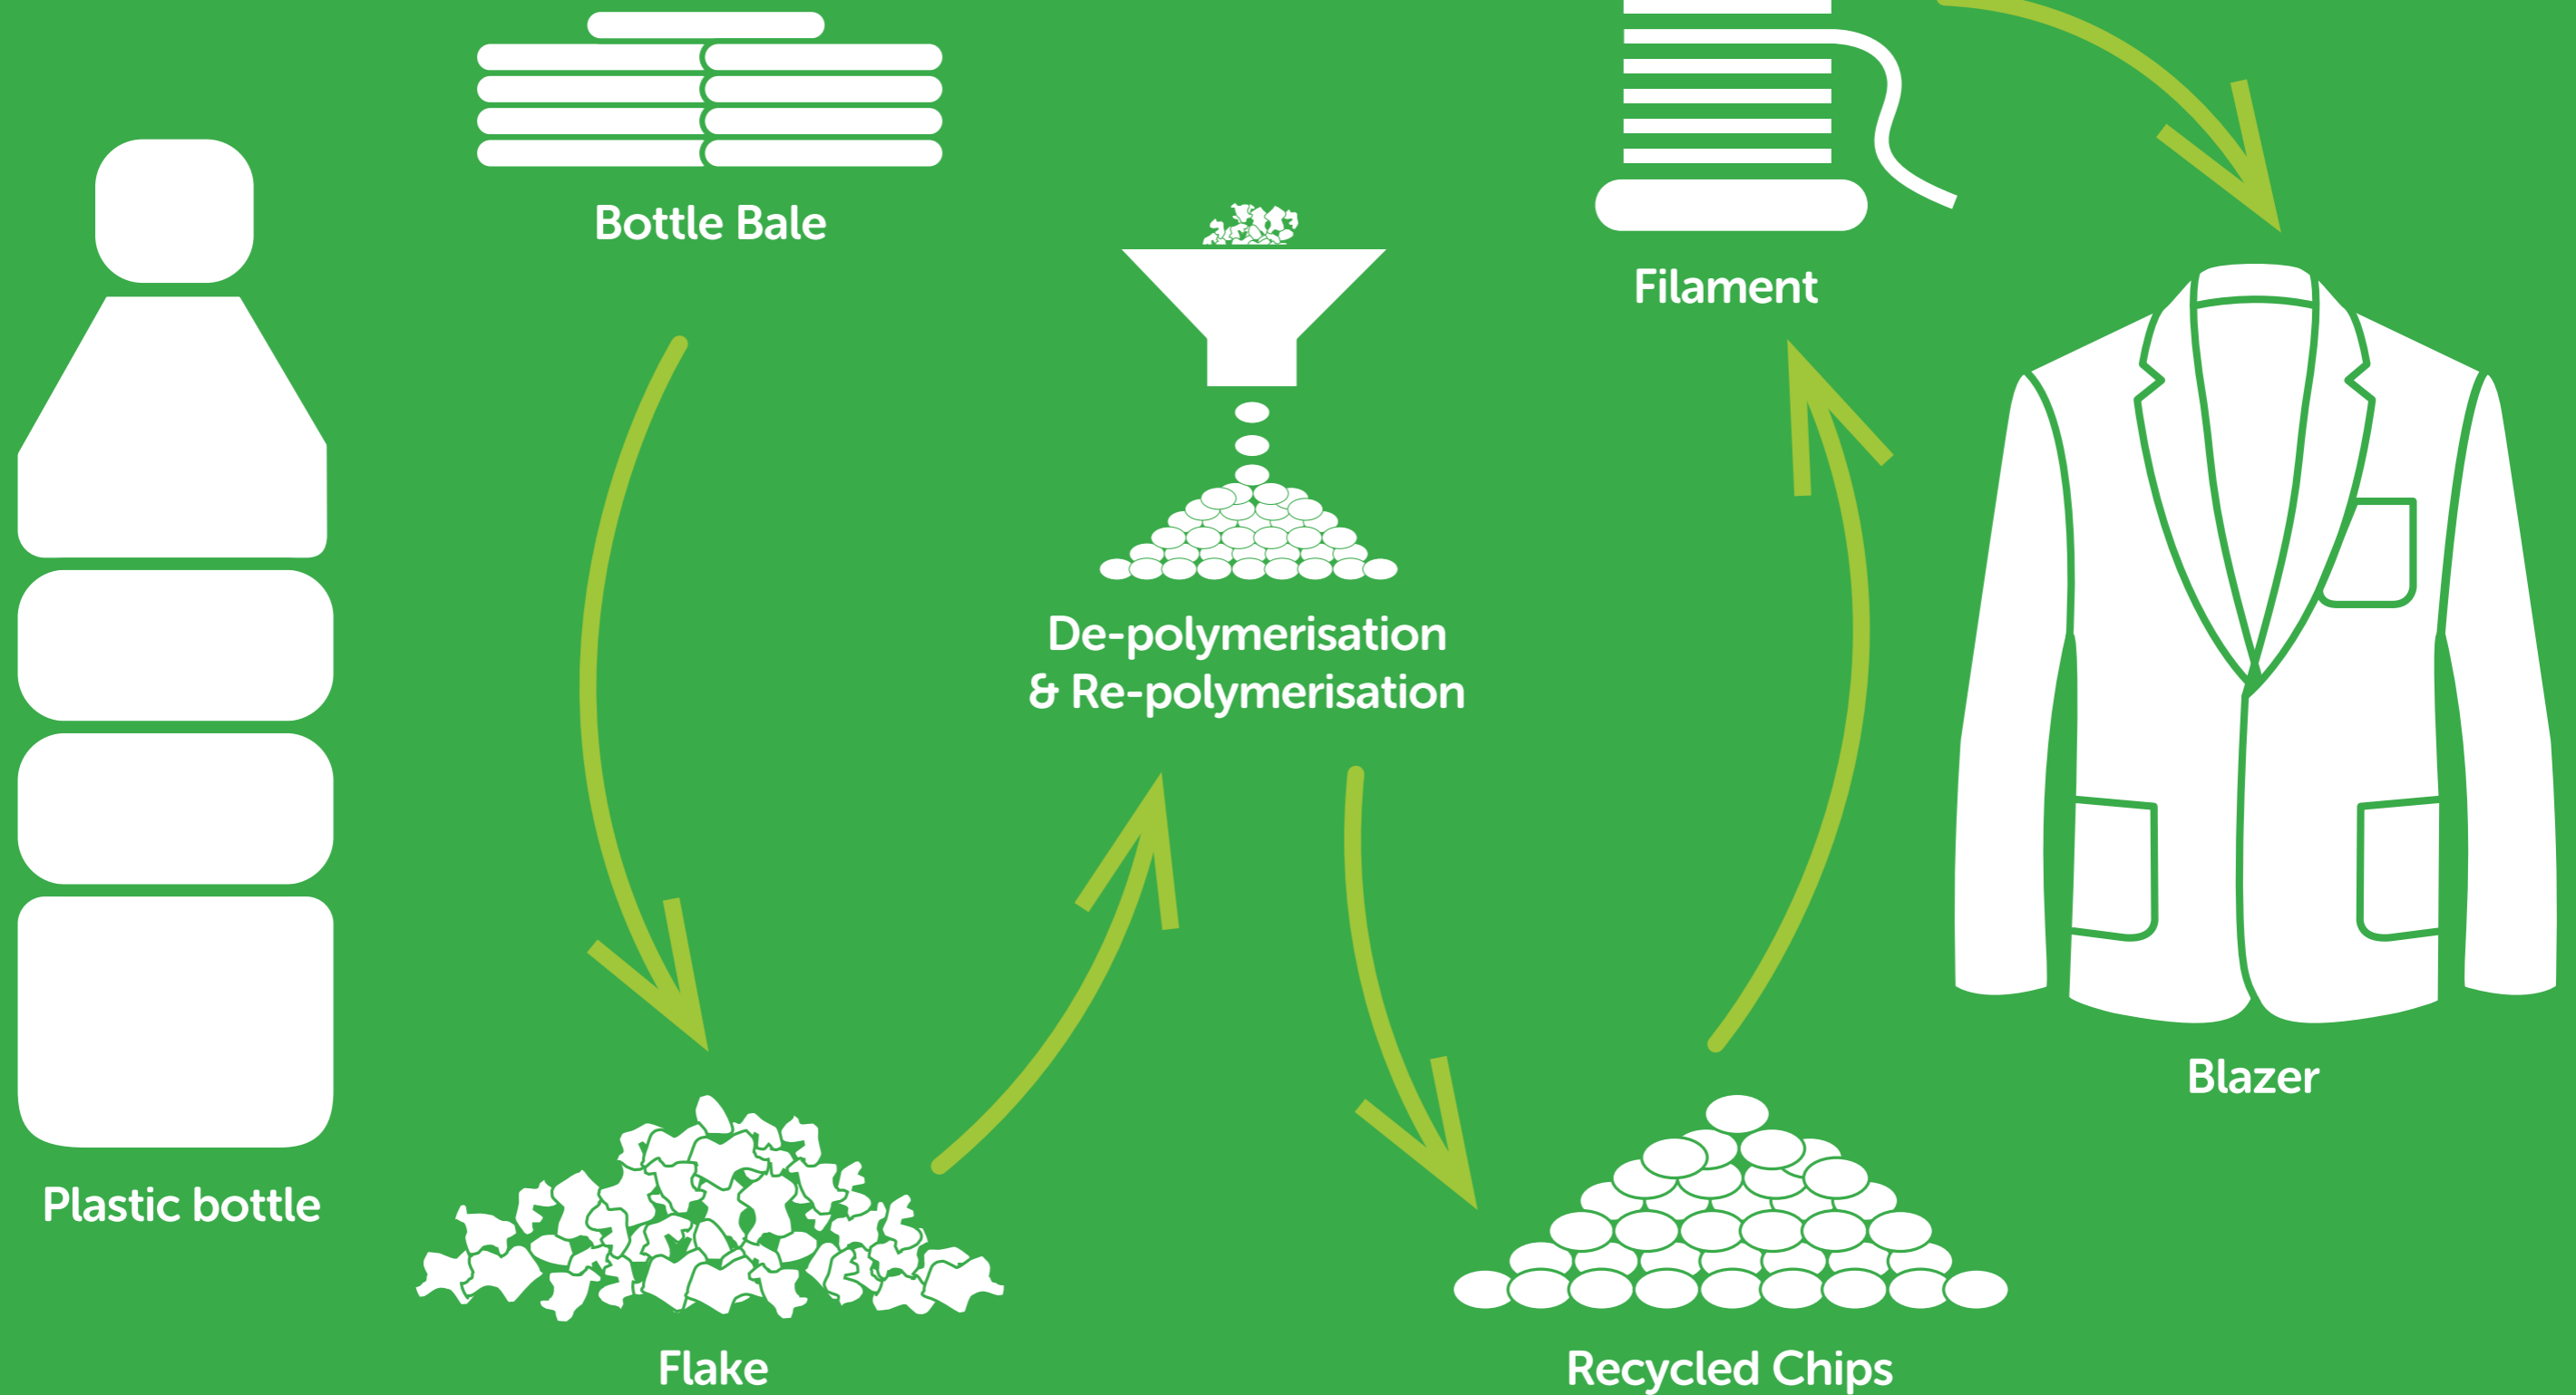 Plastic bottle
Bottle Bale
Flake
De-polymerisation
& Re-polymerisation
Recycled Chips
Filament
Blazer